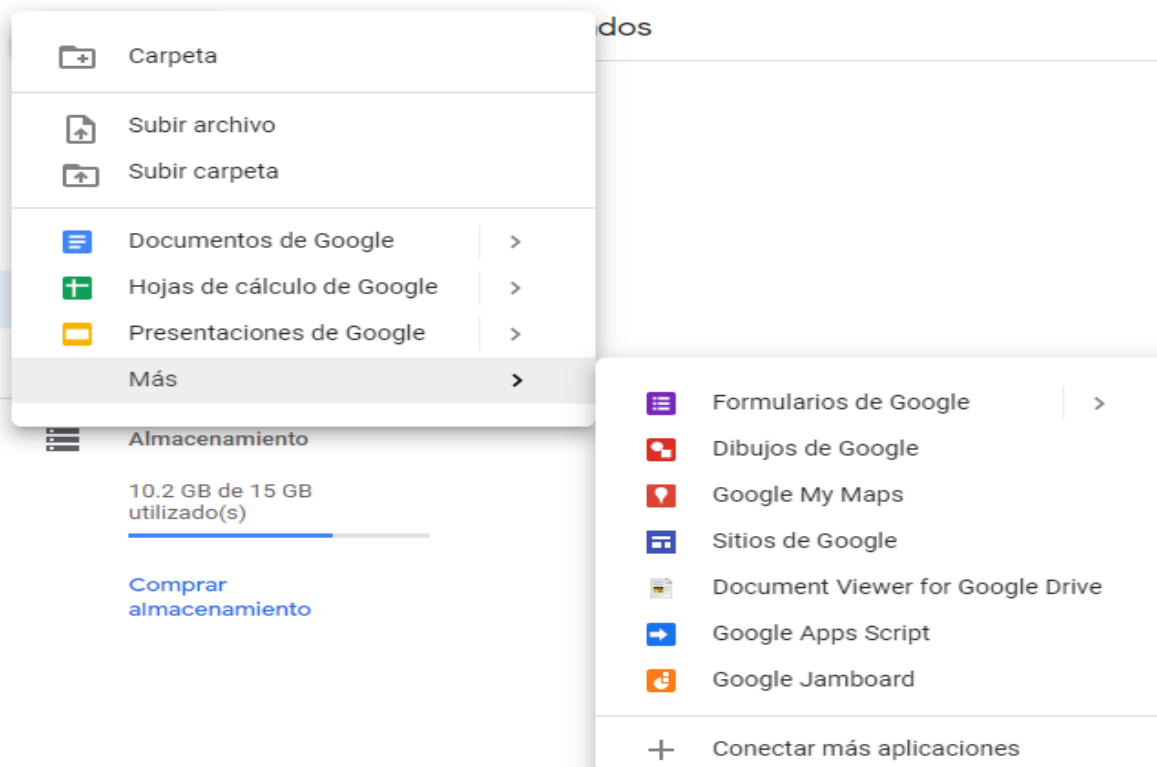 dos
Carpeta
Subir archivo
Subir carpeta
Documentos de Google
Hojas de cálculo de Google
Presentaciones de Google
Más
Almacenamiento
10.2 GB de 15 GB
utilizado(s)
Comprar
almacenamiento
Formularios de Google
Dibujos de Google
Google My Maps
Sitios de Google
Document Viewer for Google Drive
Google Apps Script
Google Jamboard
Conectar más aplicaciones